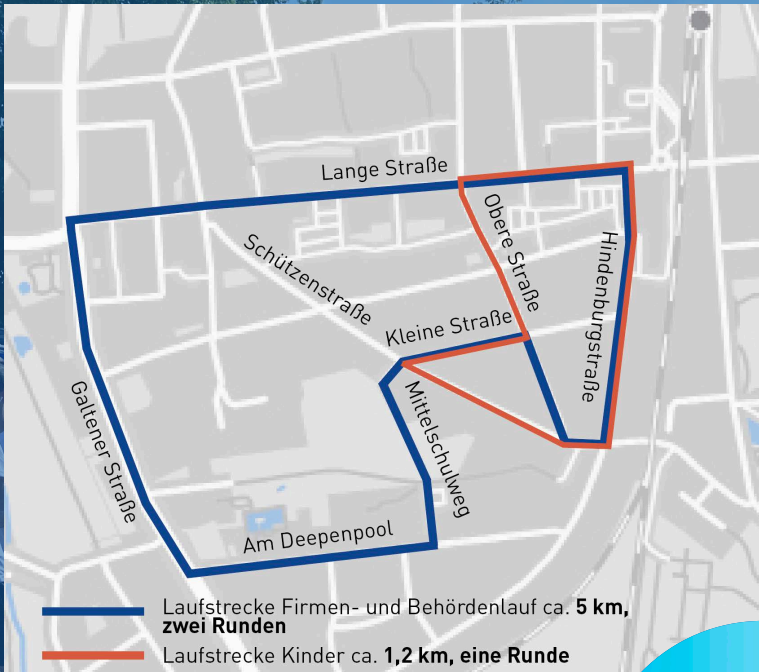 Lange Straße
Obere Straße
Schützenstraße
Hindenburgstraße
Kleine Straße
Galtener Straße
Mittelschulweg
Am Deepenpool
Laufstrecke Firmen- und Behördenlauf ca. 5 km,
zwei Runden
Laufstrecke Kinder ca. 1,2 km, eine Runde